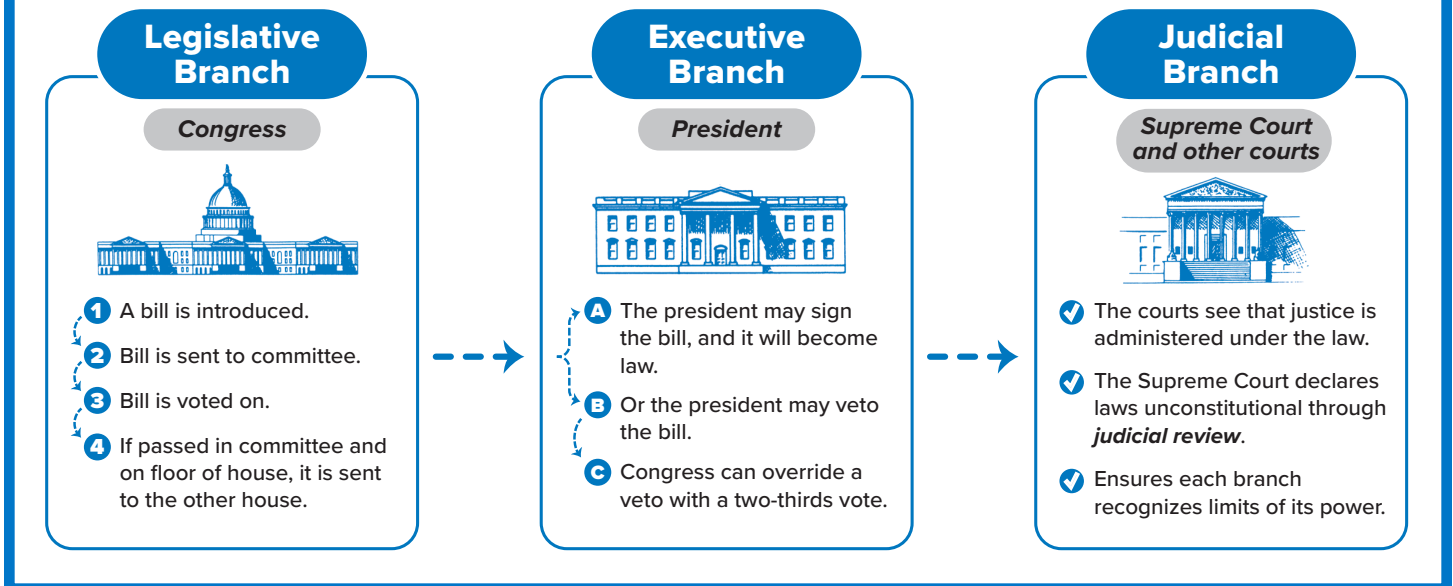 Legislative
Branch
Congress
1 A bill is introduced.
2 Bill is sent to committee.
3 Bill is voted on.
4 If passed in committee and
on floor of house, it is sent
to the other house.
Executive
Branch
President
A The president may sign
the bill, and it will become
law.
B Or the president may veto
the bill.
C Congress can override a
veto with a two-thirds vote.
Judicial
Branch
Supreme Court
and other courts
The courts see that justice is
administered under the law.
The Supreme Court declares
laws unconstitutional through
judicial review.
Ensures each branch
recognizes limits of its power.